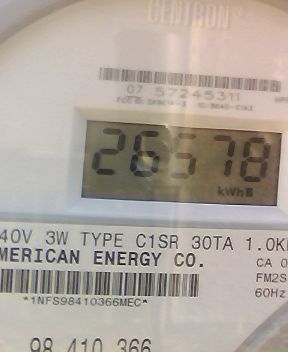 CENTRON
07 57245311
26578
kWh
40V 3W TYPE C1SR 30TA 1.0K
MERICAN ENERGY CO.
CA 0
FM2S
60Hz
*1NFS98410366MEC*
98 410 366